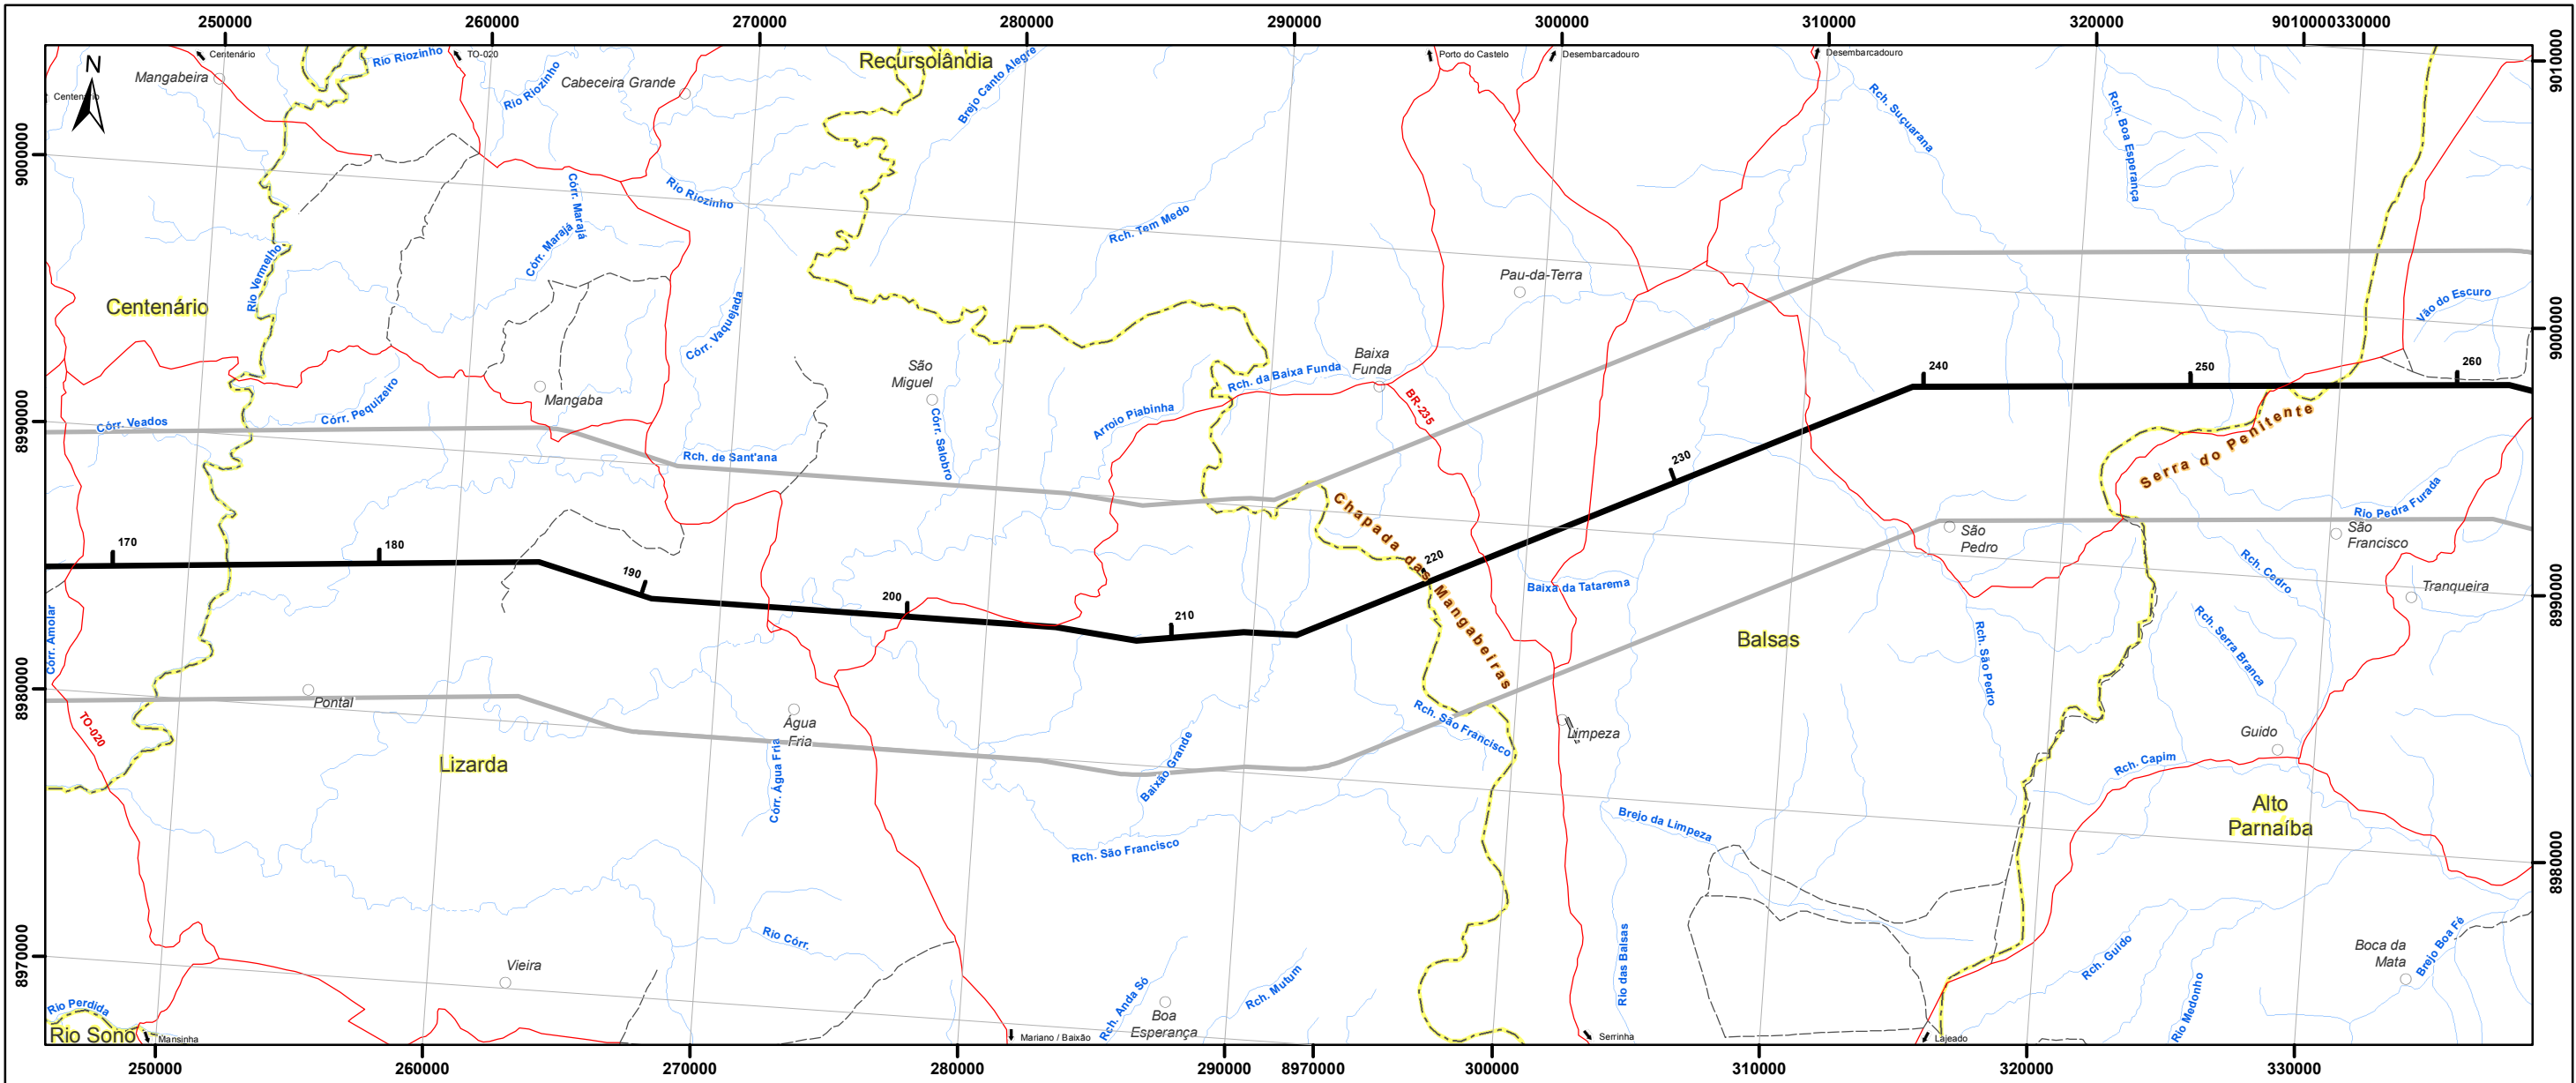 250000
260000
270000
280000
290000
300000
310000
320000
9010000
330000
9010000
9000000
8990000
8980000
9000000
8990000
8980000
8970000
N
Centenário
TO-020
Porto do Castelo
Desembarcadouro
Desembarcadouro
Centenário
Mangabeira
Rio Riozinho
Rio Riozinho
Cabeceira Grande
Recursolândia
Brejo Canto Alegre
Rch. Suçuarana
Rch. Boa Esperança
Córr. Marajá
Córr. Marajá
Rio Riozinho
Rch. Tem Medo
Rio Vermelho
Centenário
Pau-da-Terra
Vão do Escuro
Córr. Vaquejada
São
Miguel
Baixa
Funda
Rch. da Baixa Funda
Mangaba
Córr. Pequizeiro
Córr. Veados
Arroio Piabinha
BR-235
Córr. Salobro
Rch. de Sant'ana
240
250
260
Serra do Penitente
230
Chapada das Mangabeiras
Rio Pedra Furada
São
Pedro
São
Francisco
170
180
190
200
210
220
Rch. Cedro
Tranqueira
Baixa da Tatarema
Córr. Amolar
Rch. São Pedro
Rch. Serra Branca
Balsas
Pontal
TO-020
Água
Fria
Córr. Água Fria
Rch. São Francisco
Limpeza
Guido
Lizarda
Baixão Grande
Rch. Capim
Alto
Parnaíba
Brejo da Limpeza
Rch. São Francisco
Rio Córr.
Vieira
Rio das Balsas
Rch. Guido
Boca da
Mata
Brejo Boa Fé
Rch. Anda Só
Rch. Mutum
Boa
Esperança
Rio Medonho
Rio Perdida
Rio Sono
Mansinha
Mariano / Baixão
Serrinha
Lajeado
250000
260000
270000
280000
290000
8970000
300000
310000
320000
330000